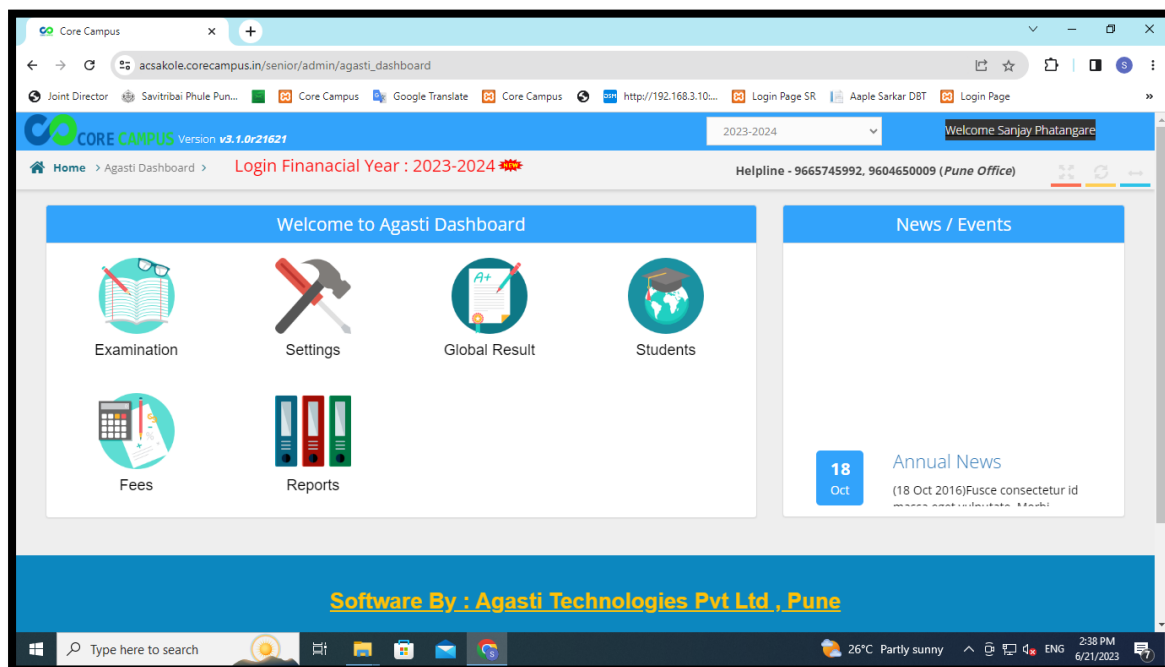 Core Campus
acsakole.corecampus.in/senior/admin/agasti_dashboard
S
Joint Director Savitribai Phule Pun... Core Campus Google Translate Core Campus http://192.168.3.10:... Login Page SR Aaple Sarkar DBT Login Page »
CORE CAMPUS Version v3.1.0r21621 2023-2024 Welcome Sanjay Phatangare
Home > Agasti Dashboard > Login Finanacial Year : 2023-2024 NEW Helpline - 9665745992, 9604650009 (Pune Office)
Welcome to Agasti Dashboard
News / Events
A+
Examination Settings Global Result Students
Fees Reports
18
Oct
Annual News
(18 Oct 2016)Fusce consectetur id
Software By : Agasti Technologies Pvt Ltd , Pune
Type here to search 26°C Partly sunny ENG 2:38 PM
6/21/2023
7